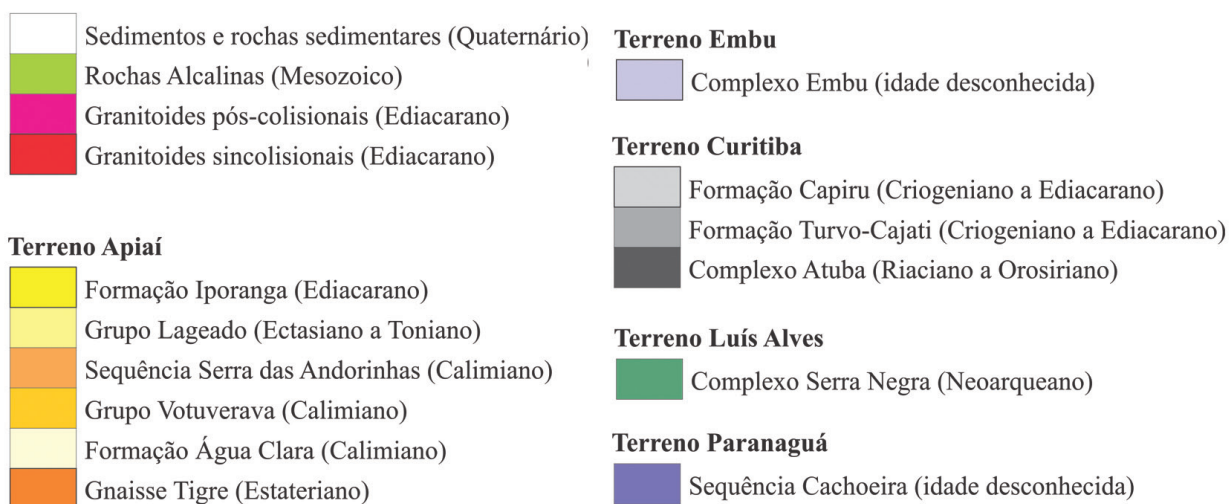 Sedimentos e rochas sedimentares (Quaternário)
Rochas Alcalinas (Mesozoico)
Granitoides pós-colisionais (Ediacarano)
Granitoides sincolisionais (Ediacarano)
Terreno Apiaí
Formação Iporanga (Ediacarano)
Grupo Lageado (Ectasiano a Toniano)
Sequência Serra das Andorinhas (Calimiano)
Grupo Votuverava (Calimiano)
Formação Água Clara (Calimiano)
Gnaisse Tigre (Estateriano)
Terreno Embu
Complexo Embu (idade desconhecida)
Terreno Curitiba
Formação Capiru (Criogeniano a Ediacarano)
Formação Turvo-Cajati (Criogeniano a Ediacarano)
Complexo Atuba (Riaciano a Orosiriano)
Terreno Luís Alves
Complexo Serra Negra (Neoarqueano)
Terreno Paranaguá
Sequência Cachoeira (idade desconhecida)